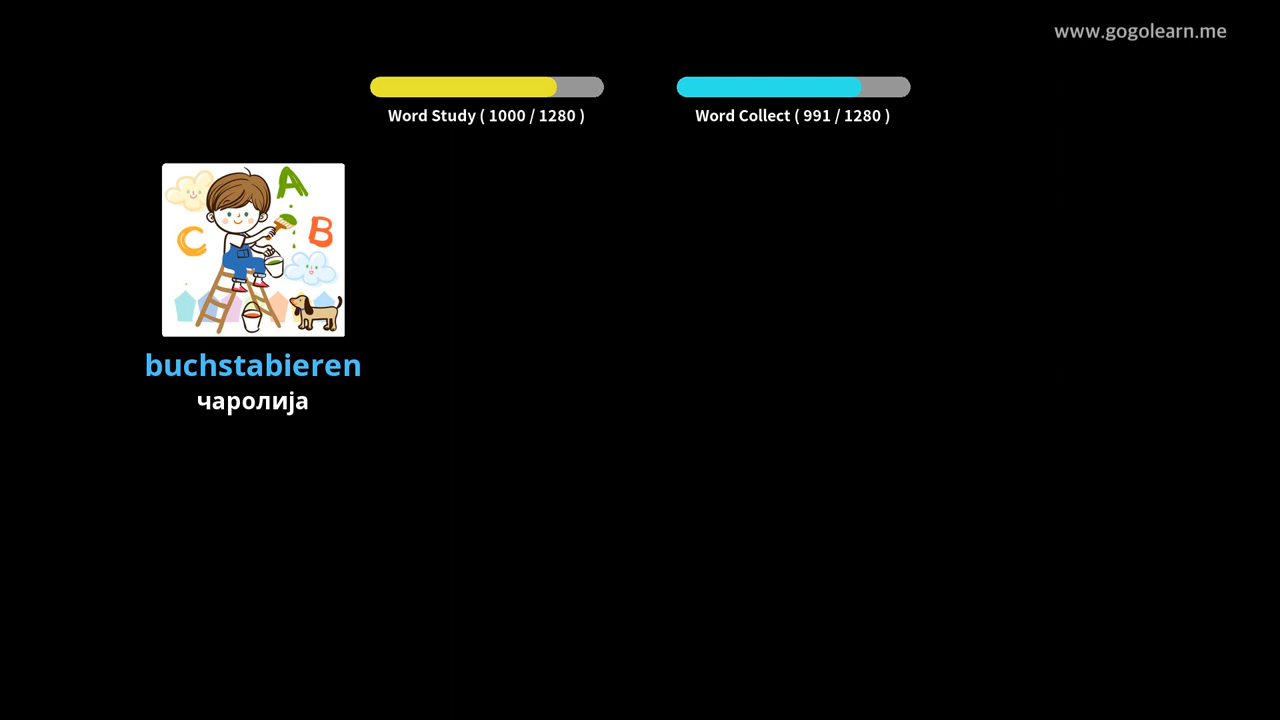 www.gogolearn.me
Word Study ( 1000 / 1280 )
Word Collect ( 991 / 1280 )
A
B
C
buchstabieren
чаролија